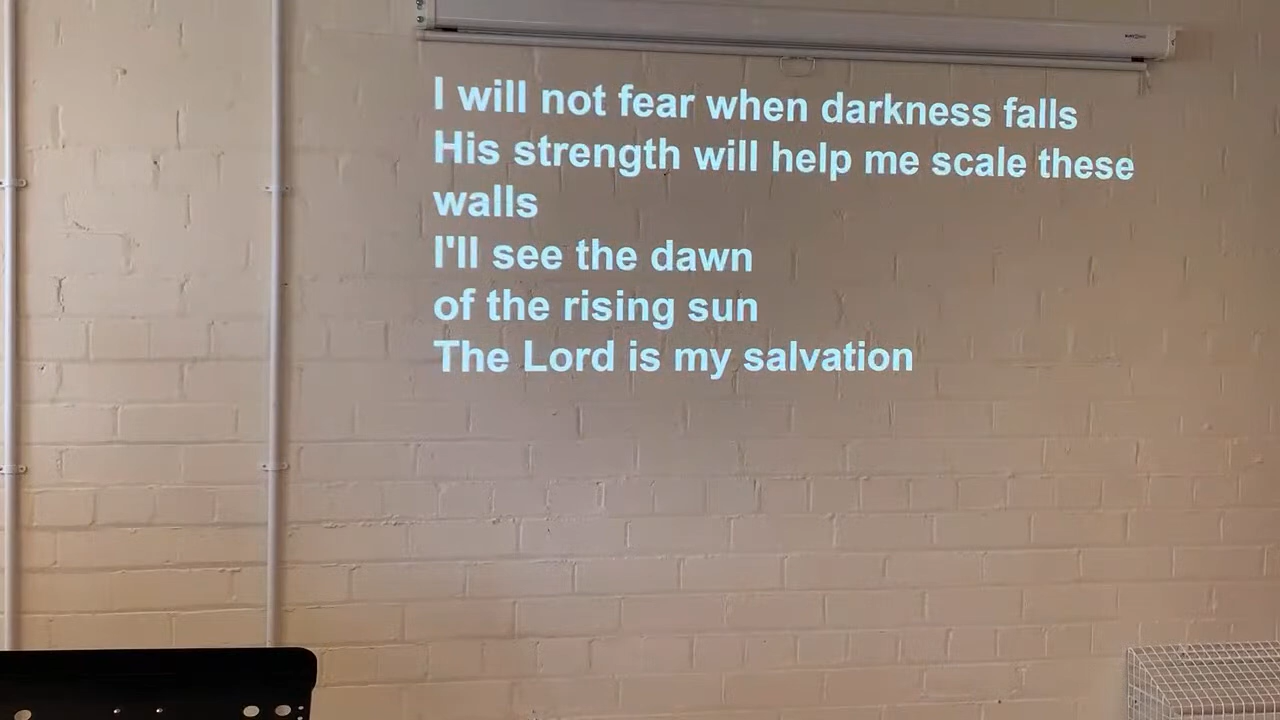 I will not fear when darkness falls
His strength will help me scale these
walls
I'll see the dawn
of the rising sun
The Lord is my salvation